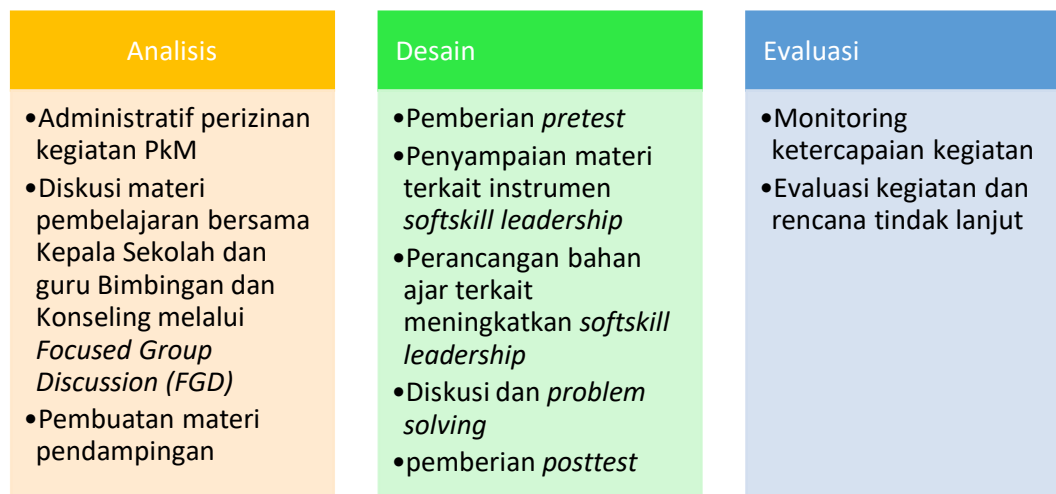 Analisis
•Administratif perizinan
kegiatan PkM
•Diskusi materi
pembelajaran bersama
Kepala Sekolah dan
guru Bimbingan dan
Konseling melalui
Focused Group
Discussion (FGD)
•Pembuatan materi
pendampingan
Desain
•Pemberian pretest
•Penyampaian materi
terkait instrumen
softskill leadership
•Perancangan bahan
ajar terkait
meningkatkan softskill
leadership
•Diskusi dan problem
solving
•pemberian posttest
Evaluasi
•Monitoring
ketercapaian kegiatan
•Evaluasi kegiatan dan
rencana tindak lanjut